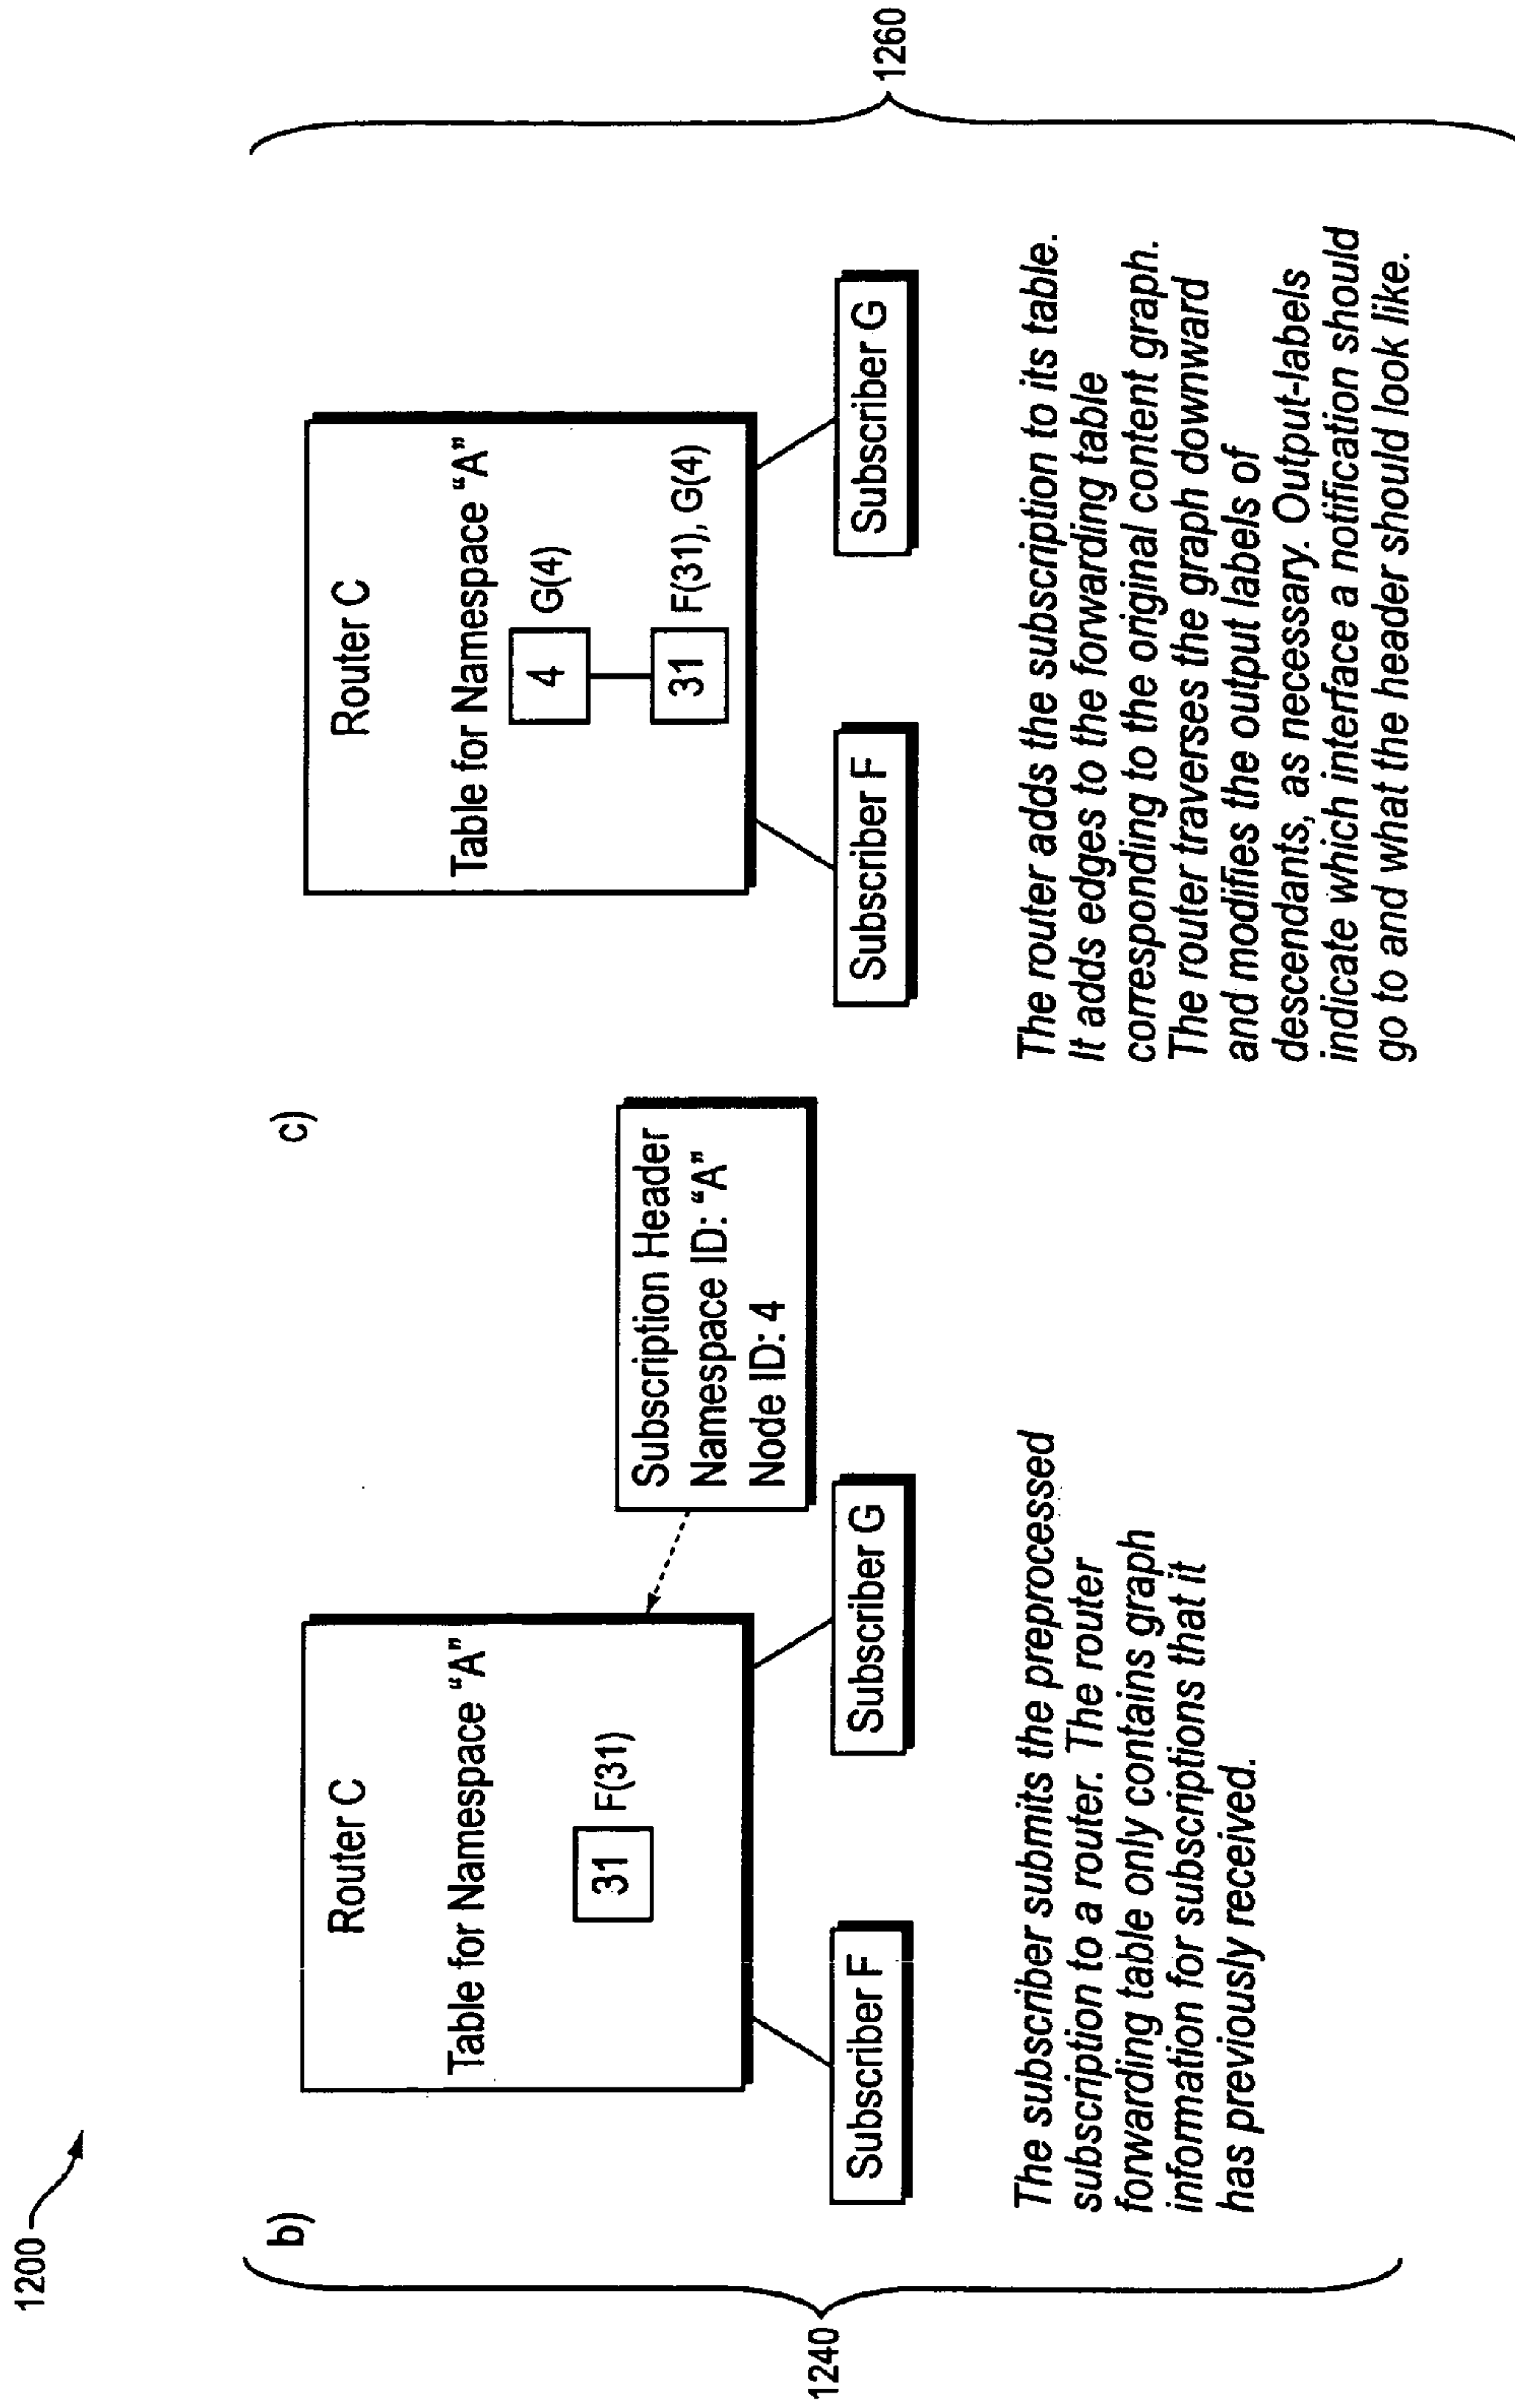 1200
b)
Router C
Table for Namespace “A”
31 F(31)
Subscriber F
Subscriber G
Subscription Header
Namespace ID: “A”
Node ID: 4
The subscriber submits the preprocessed
subscription to a router. The router
forwarding table only contains graph
information for subscriptions that it
has previously received.
1240
c)
Router C
Table for Namespace “A”
4 G(4)
31 F(31), G(4)
Subscriber F
Subscriber G
The router adds the subscription to its table.
It adds edges to the forwarding table
corresponding to the original content graph.
The router traverses the graph downward
and modifies the output labels of
descendants, as necessary. Output-labels
indicate which interface a notification should
go to and what the header should look like.
1260